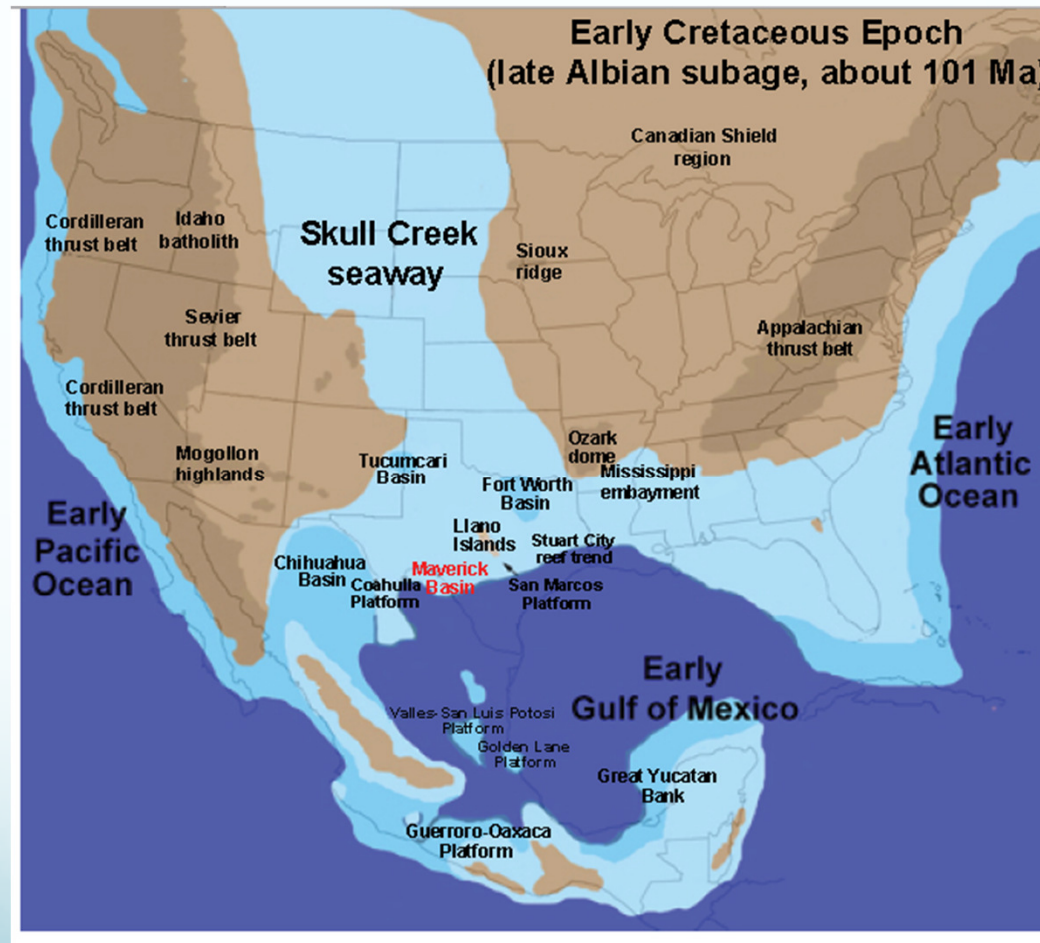 Early Cretaceous Epoch
(late Albian subage, about 101 Ma)
Canadian Shield
region
Cordilleran
thrust belt
Idaho
batholith
Skull Creek
seaway
Sioux
ridge
Sevier
thrust belt
Appalachian
thrust belt
Cordilleran
thrust belt
Mogollon
highlands
Tucumcari
Basin
Ozark
dome
Mississippi
embayment
Fort Worth
Basin
Early
Atlantic
Ocean
Early
Pacific
Ocean
Llano
Islands
Stuart City
reef trend
Chihuahua
Basin
Coahulla
Platform
Maverick
Basin
San Marcos
Platform
Early
Gulf of Mexico
Valles-San Luis Potosi
Platform
Golden Lane
Platform
Great Yucatan
Bank
Guerroro-Oaxaca
Platform